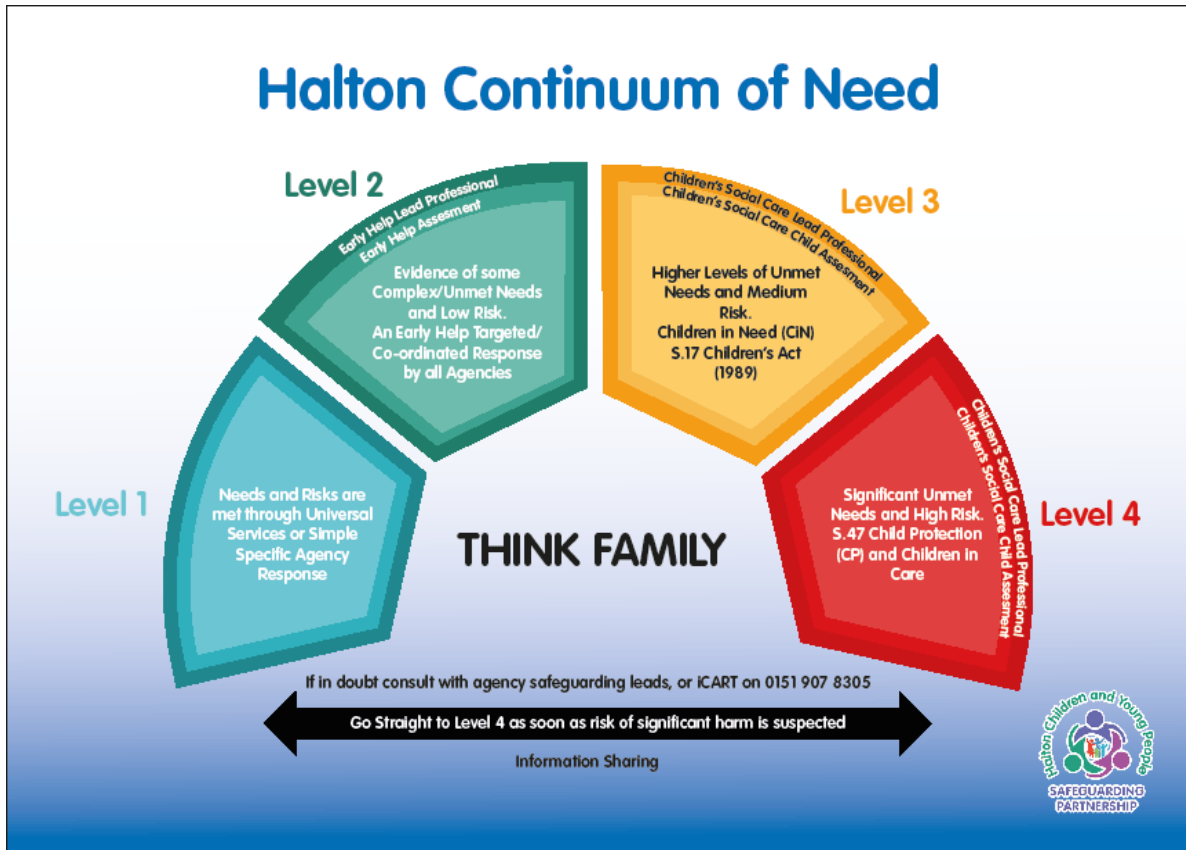 Halton Continuum of Need
Level 1
Needs and Risks are
met through Universal
Services or Simple
Specific Agency
Response
Level 2
Early Help Lead Professional
Early Help Assesment
Evidence of some
Complex/Unmet Needs
and Low Risk.
An Early Help Targeted/
Co-ordinated Response
by all Agencies
Level 3
Children's Social Care Lead Professional
Children's Social Care Child Assesment
Higher Levels of Unmet
Needs and Medium
Risk.
Children in Need (CiN)
S.17 Children's Act
(1989)
Level 4
Children's Social Care Lead Professional
Children's Social Care Child Assesment
Significant Unmet
Needs and High Risk.
S.47 Child Protection
(CP) and Children in
Care
THINK FAMILY
If in doubt consult with agency safeguarding leads, or iCART on 0151 907 8305
Go Straight to Level 4 as soon as risk of significant harm is suspected
Information Sharing
Halton Children and Young People
SAFEGUARDING
PARTNERSHIP